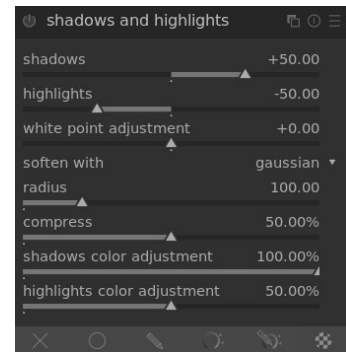 shadows and highlights
shadows +50.00
highlights -50.00
white point adjustment +0.00
soften with gaussian
radius 100.00
compress 50.00%
shadows color adjustment 100.00%
highlights color adjustment 50.00%